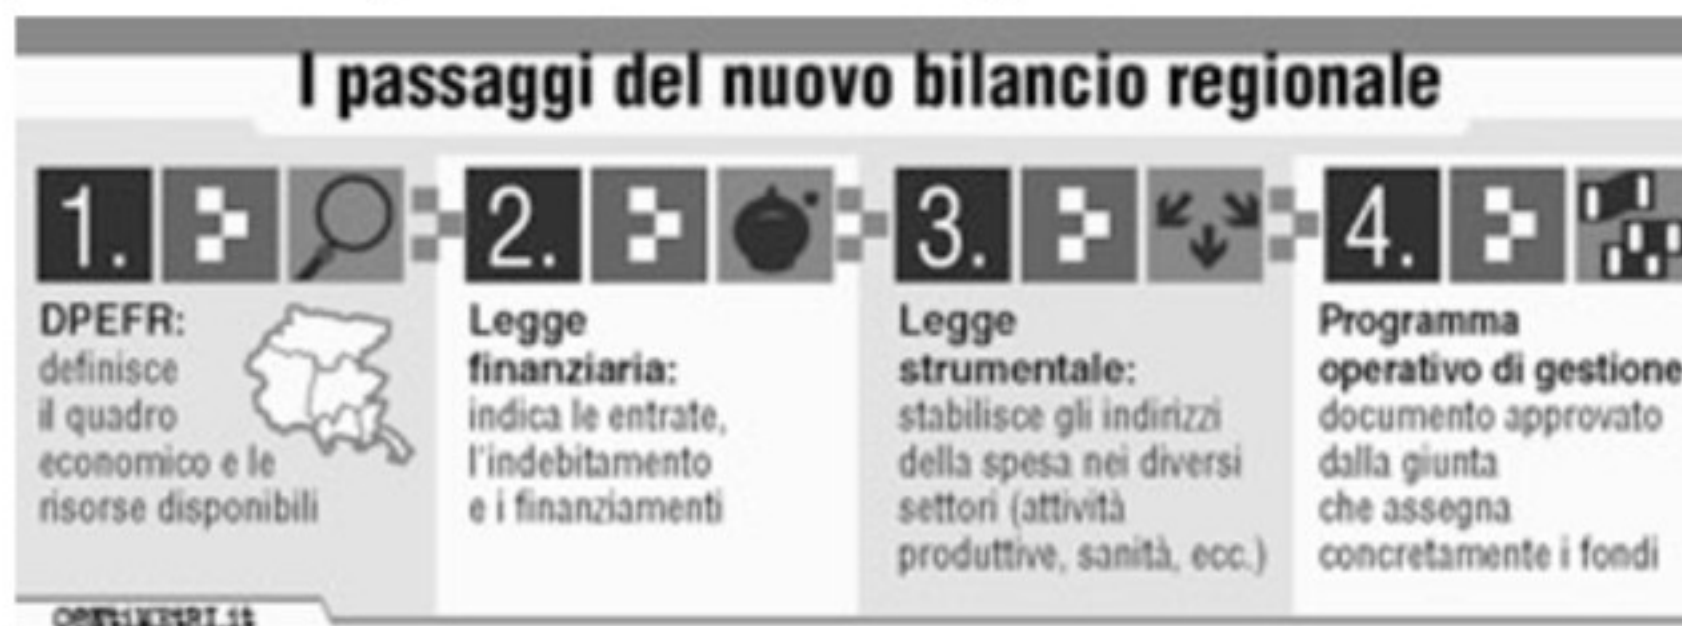 I passaggi del nuovo bilancio regionale
1.
DPEFR:
definisce
il quadro
economico e le
risorse disponibili
2.
Legge
finanziaria:
indica le entrate,
l'indebitamento
e i finanziamenti
3.
Legge
strumentale:
stabilisce gli indirizzi
della spesa nei diversi
settori (attività
produttive, sanità, ecc.)
4.
Programma
operativo di gestione
documento approvato
dalla giunta
che assegna
concretamente i fondi